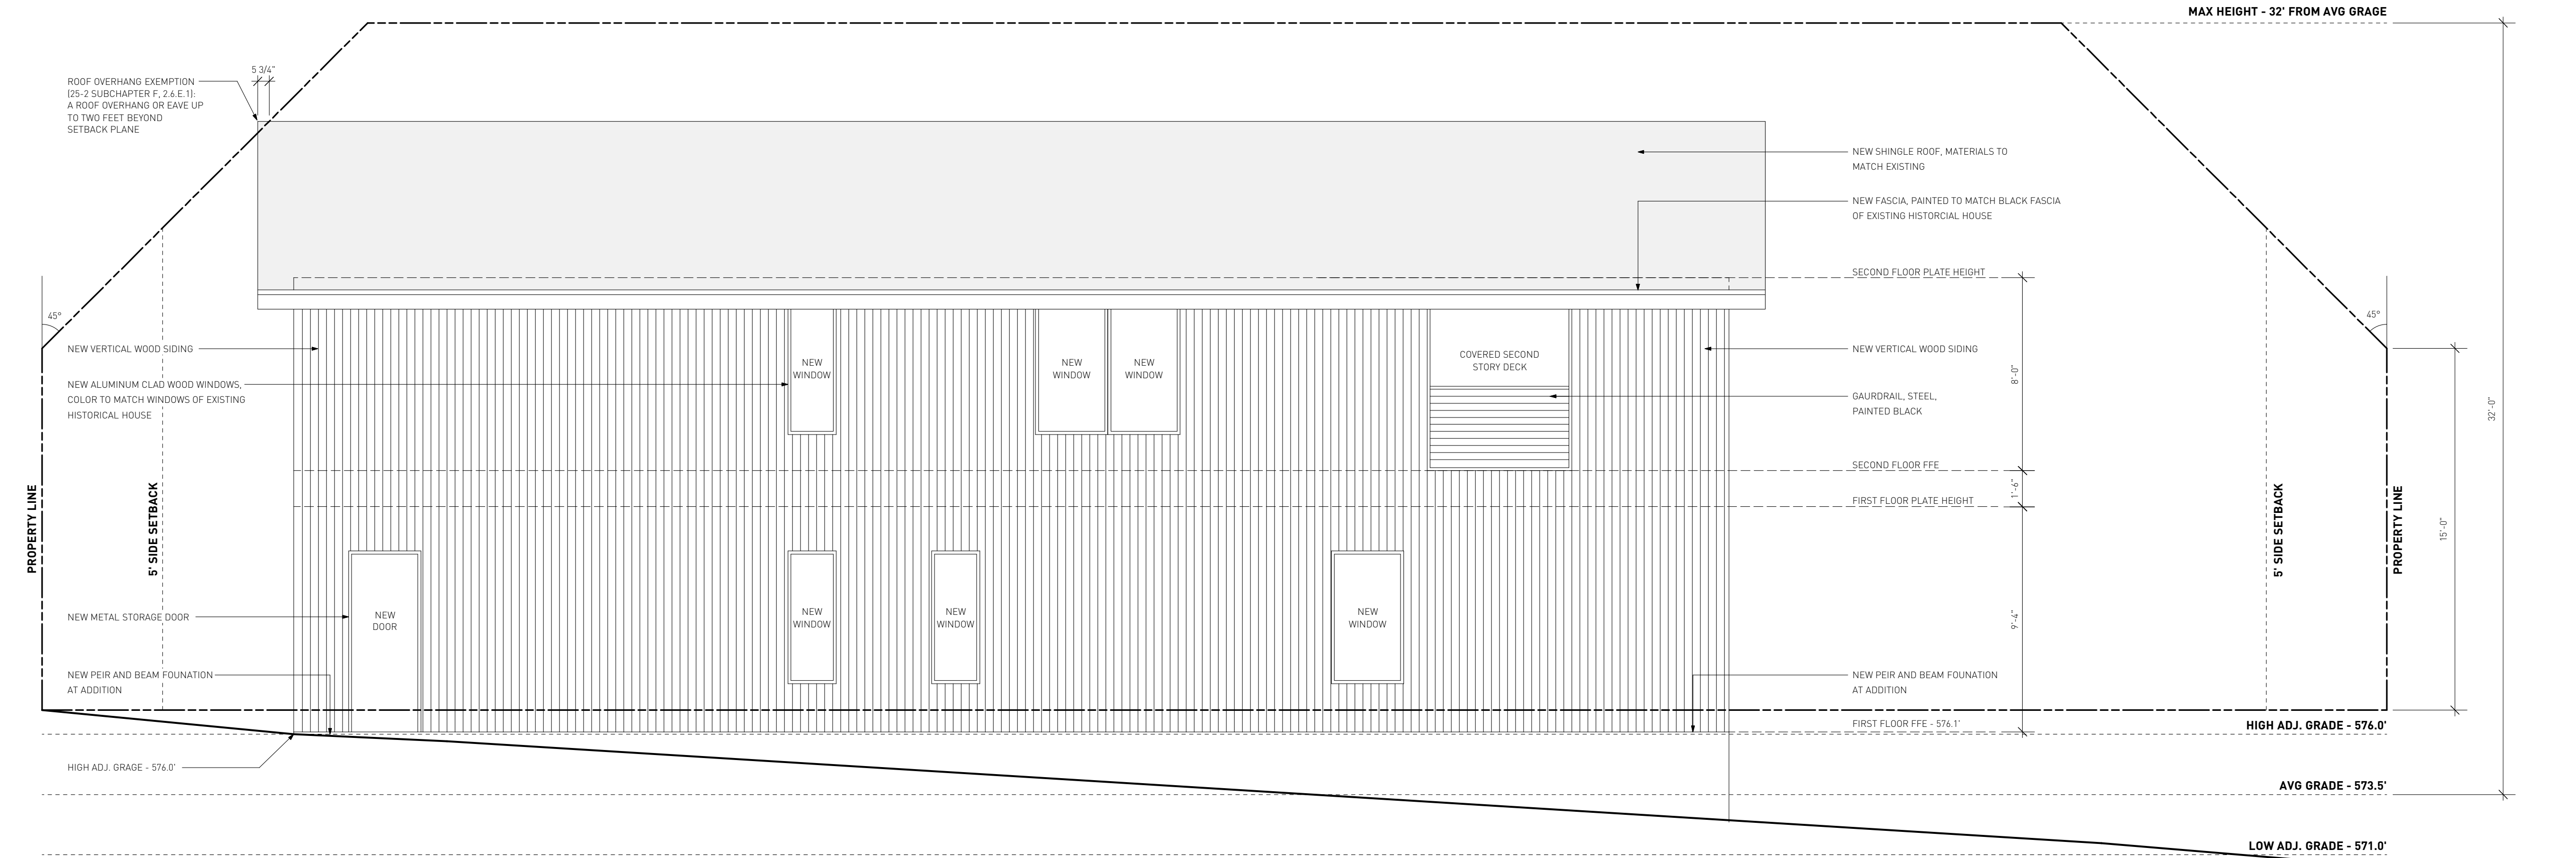 MAX HEIGHT - 32' FROM AVG GRAGE
5 3/4"
ROOF OVERHANG EXEMPTION
(25-2 SUBCHAPTER F, 2.6.E.1):
A ROOF OVERHANG OR EAVE UP
TO TWO FEET BEYOND
SETBACK PLANE
NEW SHINGLE ROOF, MATERIALS TO
MATCH EXISTING
NEW FASCIA, PAINTED TO MATCH BLACK FASCIA
OF EXISTING HISTORCIAL HOUSE
SECOND FLOOR PLATE HEIGHT
45°
45°
NEW VERTICAL WOOD SIDING
NEW ALUMINUM CLAD WOOD WINDOWS,
COLOR TO MATCH WINDOWS OF EXISTING
HISTORICAL HOUSE
NEW
WINDOW
NEW
WINDOW
NEW
WINDOW
COVERED SECOND
STORY DECK
NEW VERTICAL WOOD SIDING
GAURDRAIL, STEEL,
PAINTED BLACK
8'-0"
32'-0"
SECOND FLOOR FFE
1'-6"
FIRST FLOOR PLATE HEIGHT
PROPERTY LINE
5' SIDE SETBACK
5' SIDE SETBACK
PROPERTY LINE
15'-0"
NEW METAL STORAGE DOOR
NEW
DOOR
NEW
WINDOW
NEW
WINDOW
NEW
WINDOW
9'-4"
NEW PEIR AND BEAM FOUNATION
AT ADDITION
NEW PEIR AND BEAM FOUNATION
AT ADDITION
FIRST FLOOR FFE - 576.1'
HIGH ADJ. GRADE - 576.0'
HIGH ADJ. GRAGE - 576.0'
AVG GRADE - 573.5'
LOW ADJ. GRADE - 571.0'